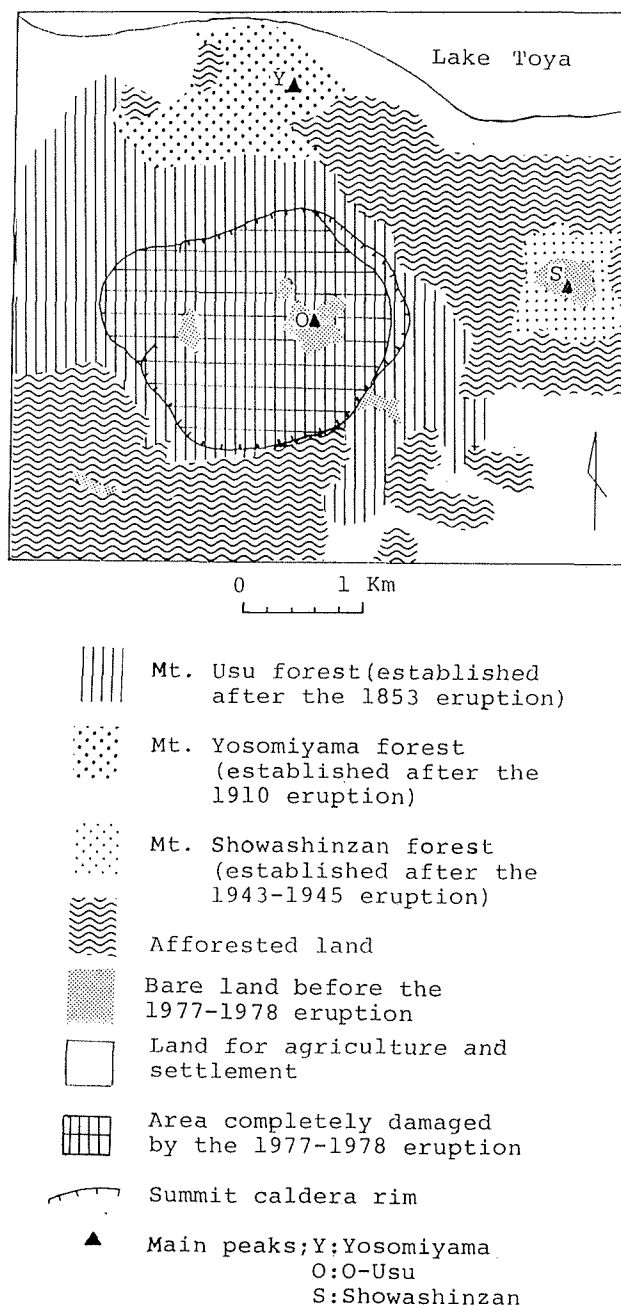 Lake Toya
Y
S
O
0 1 Km
Mt. Usu forest(established
after the 1853 eruption)
Mt. Yosomiyama forest
(established after the
1910 eruption)
Mt. Showashinzan forest
(established after the
1943-1945 eruption)
Afforested land
Bare land before the
1977-1978 eruption
Land for agriculture and
settlement
Area completely damaged
by the 1977-1978 eruption
Summit caldera rim
Main peaks;Y:Yosomiyama
O:O-Usu
S:Showashinzan